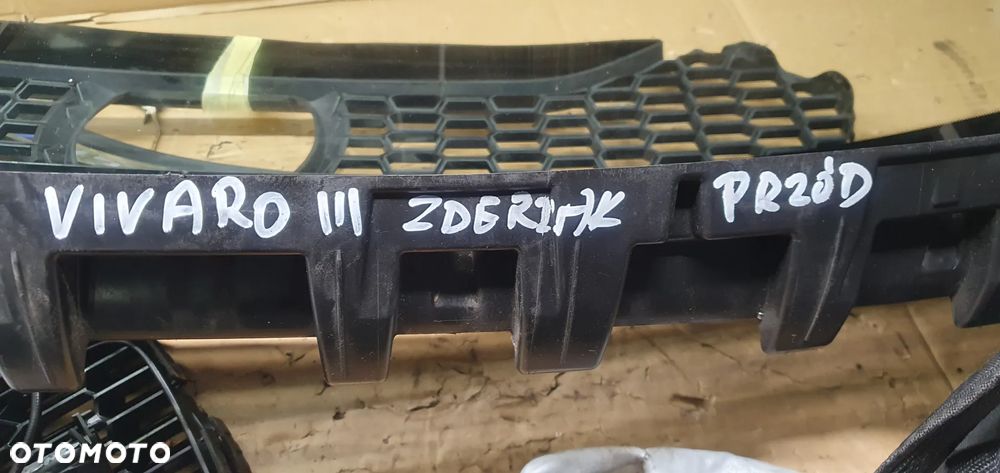 VIVARO III ZDERZAK PRZÓD
OTOMOTO